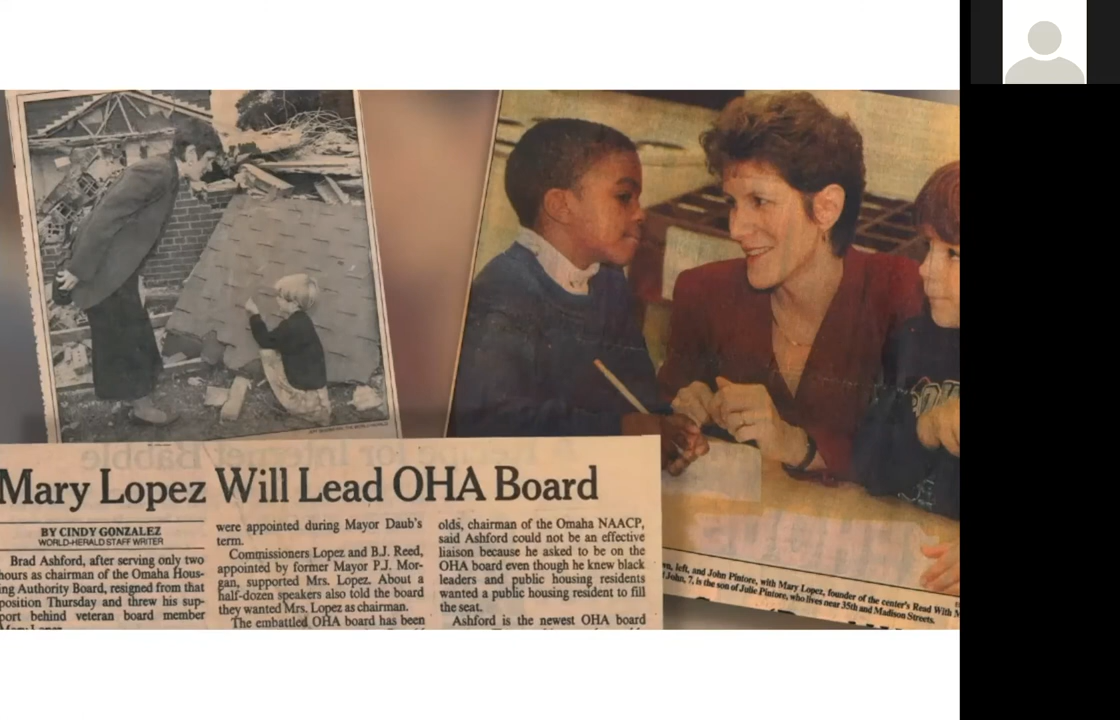 Mary Lopez Will Lead OHA Board
BY CINDY GONZALEZ
WORLD-HERALD STAFF WRITER
Brad Ashford, after serving only two
hours as chairman of the Omaha Hous-
ing Authority Board, resigned from that
position Thursday and threw his sup-
port behind veteran board member
were appointed during Mayor Daub's
term.
Commissioners Lopez and B.J. Reed,
appointed by former Mayor P.J. Mor-
gan, supported Mrs. Lopez. About a
half-dozen speakers also told the board
they wanted Mrs. Lopez as chairman.
The embattled OHA board has been
olds, chairman of the Omaha NAACP,
said Ashford could not be an effective
liaison because he asked to be on the
OHA board even though he knew black
leaders and public housing residents
wanted a public housing resident to fill
the seat.
Ashford is the newest OHA board
left, and John Pintore, with Mary Lopez, founder of the center's Read With
John, 7, is the son of Julie Pintore, who lives near 35th and Madison Streets.